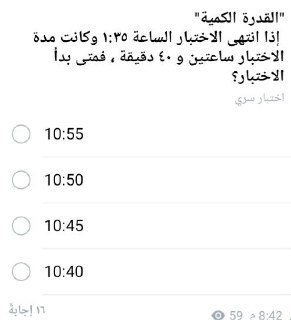 "القدرة الكمية"
إذا انتهى الاختبار الساعة ١:٣٥ وكانت مدة
الاختبار ساعتين و ٤٠ دقيقة ، فمتى بدأ
الاختبار؟
اختبار سري
10:55
10:50
10:45
10:40
١٦ إجابةً
59 8:42 م